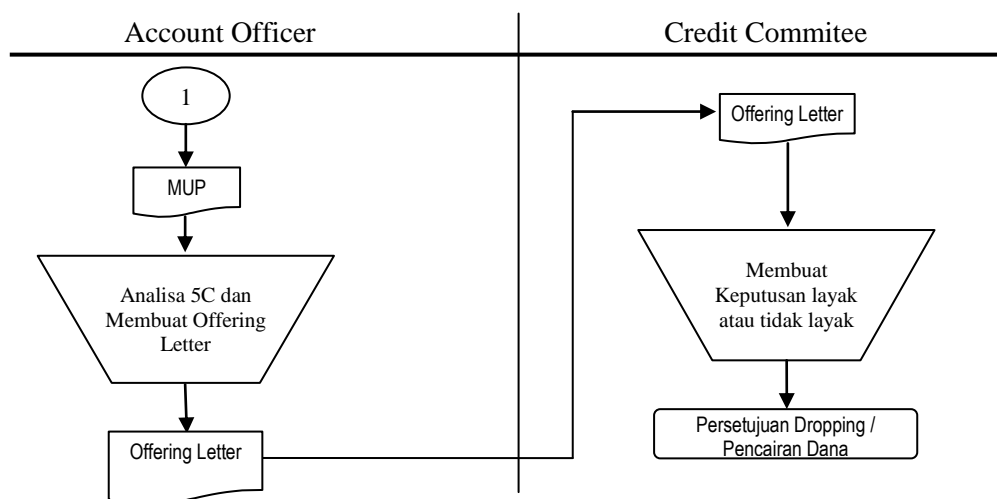 Account Officer
Credit Commitee
1
MUP
Analisa 5C dan
Membuat Offering
Letter
Offering Letter
Offering Letter
Membuat
Keputusan layak
atau tidak layak
Persetujuan Dropping /
Pencairan Dana